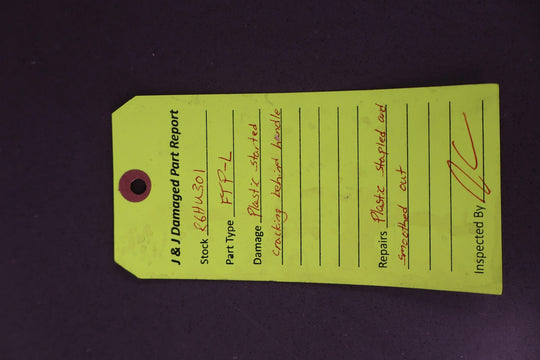 J & J Damaged Part Report
Stock R6HU301
Part Type FTP-L
Damage Plastic started
cracking behind handle
Repairs Plastic stapled and
smoothed out
Inspected By